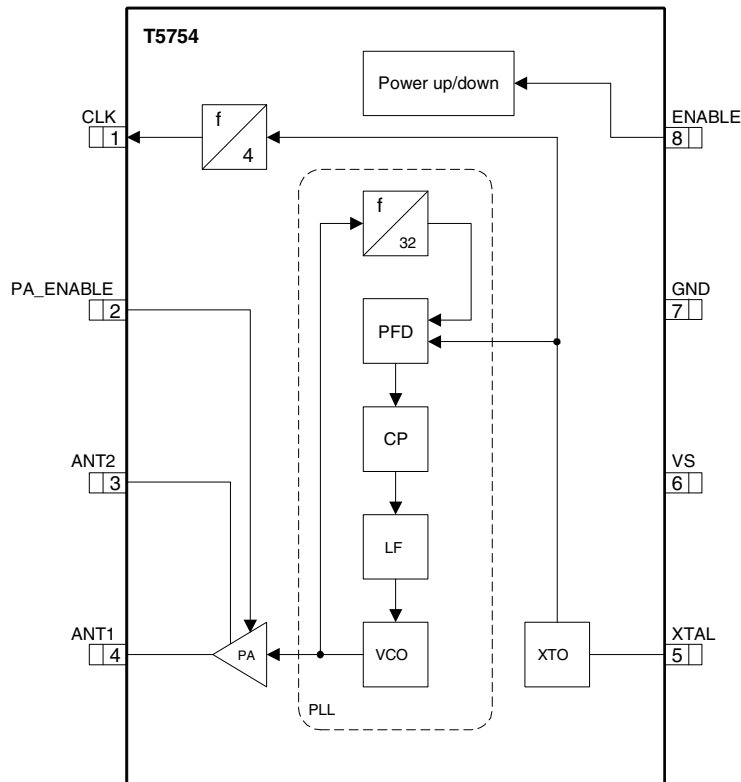 T5754
Power up/down
CLK
1
f
4
ENABLE
8
f
32
PA_ENABLE
2
GND
7
PFD
CP
ANT2
3
VS
6
LF
ANT1
4
PA
VCO
XTO
XTAL
5
PLL